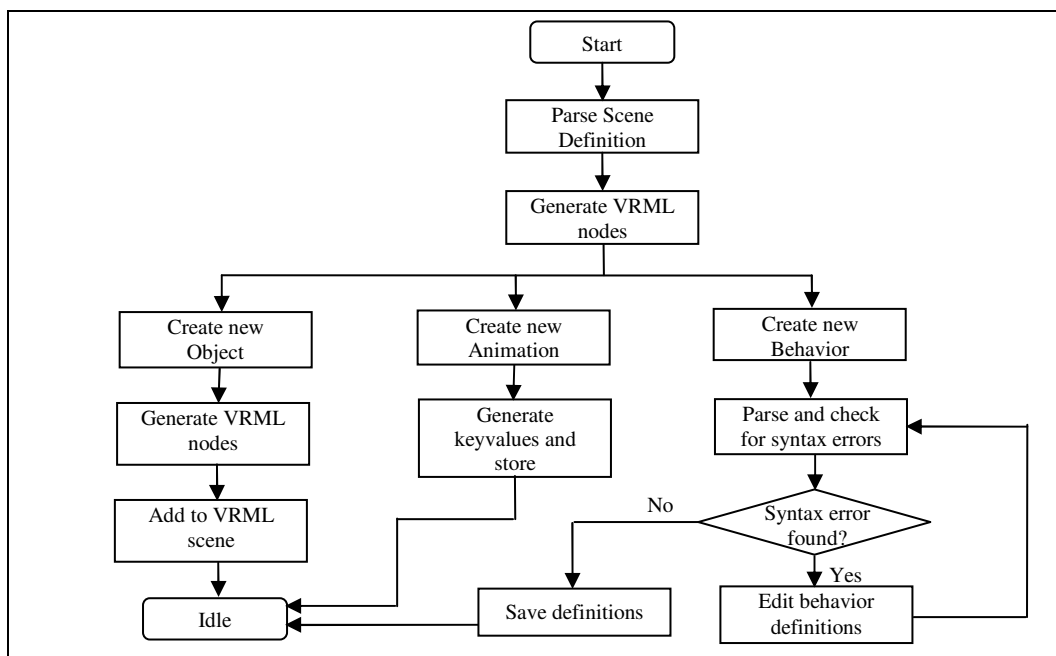 Start
Parse Scene
Definition
Generate VRML
nodes
Create new
Object
Create new
Animation
Create new
Behavior
Generate VRML
nodes
Generate
keyvalues and
store
Parse and check
for syntax errors
Add to VRML
scene
No
Syntax error
found?
Yes
Idle
Save definitions
Edit behavior
definitions